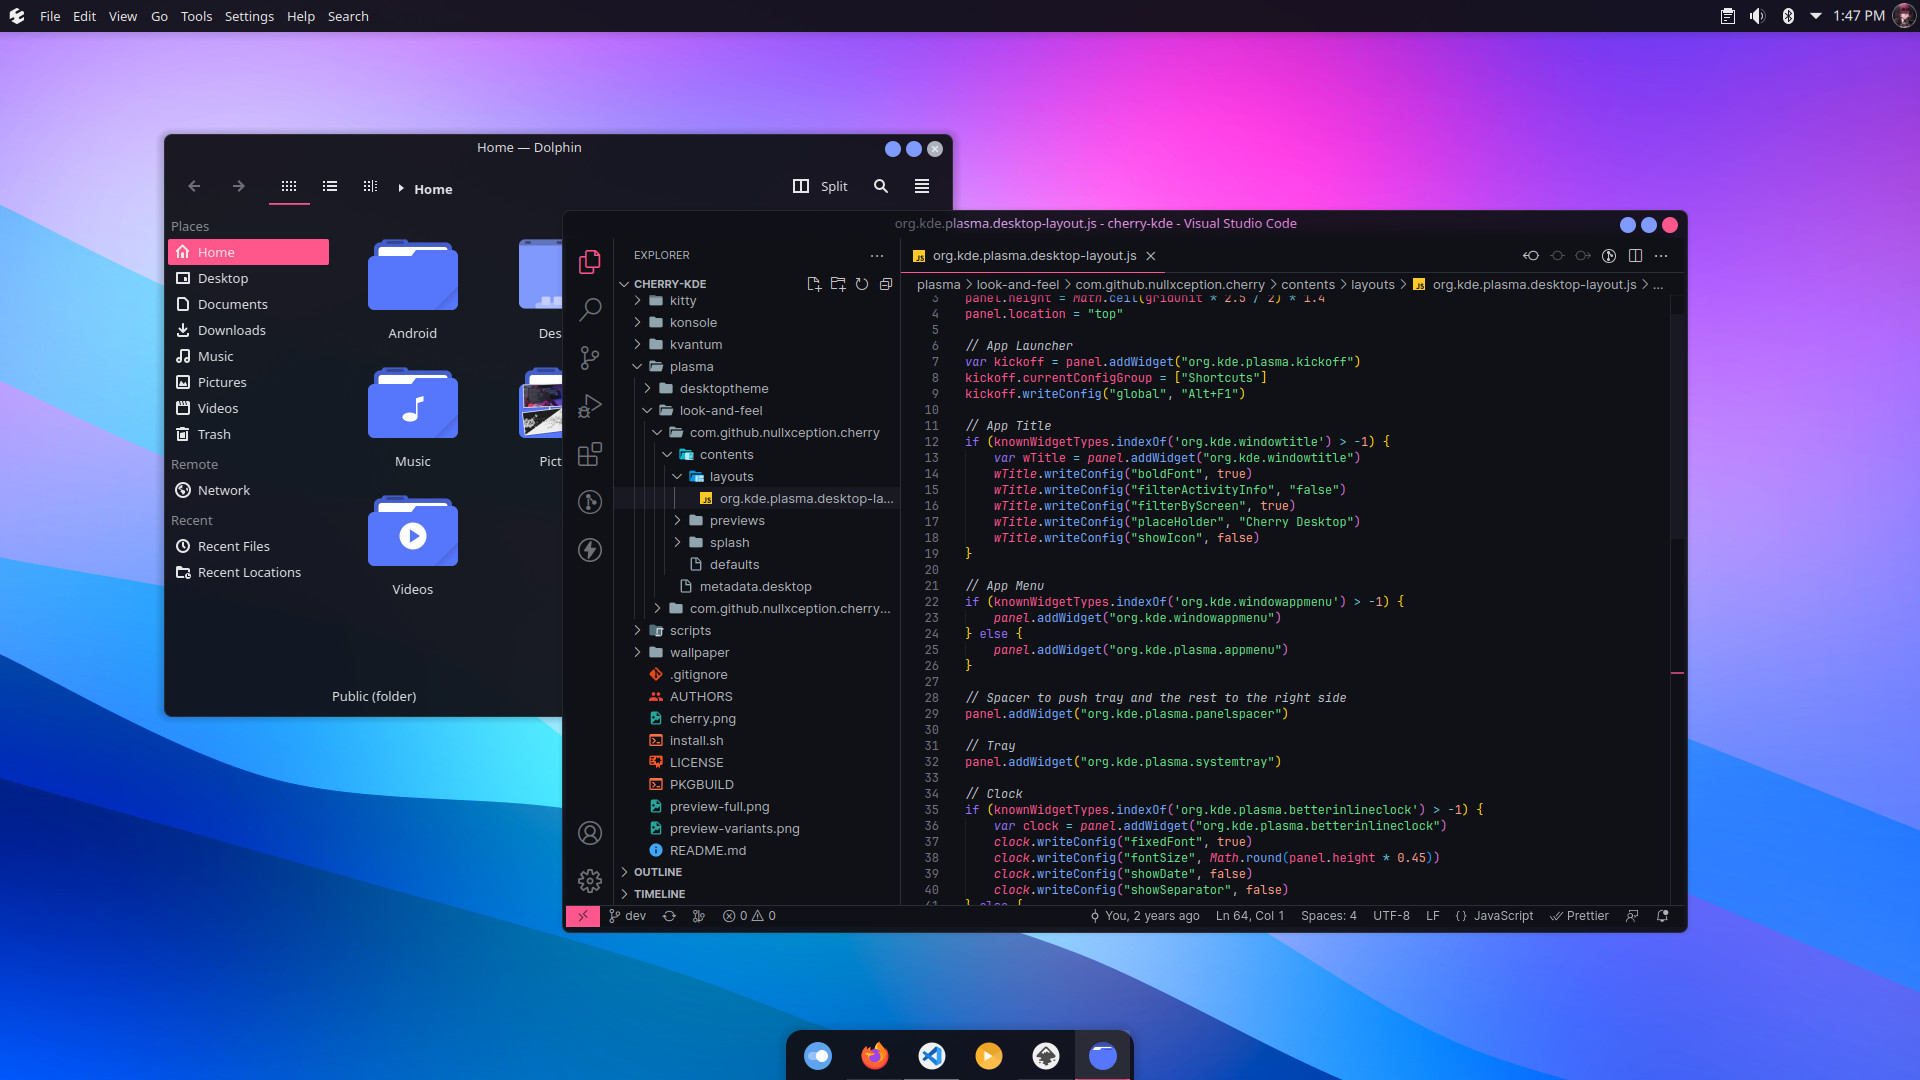 File Edit View Go Tools Settings Help Search
1:47 PM
Home — Dolphin
Home
Split
Places
Home
Desktop
Documents
Downloads
Music
Pictures
Videos
Trash
Remote
Network
Recent
Recent Files
Recent Locations
Android
Des
Music
Pict
Videos
Public (folder)
org.kde.plasma.desktop-layout.js - cherry-kde - Visual Studio Code
EXPLORER
CHERRY-KDE
kitty
konsole
kvantum
plasma
desktoptheme
look-and-feel
com.github.nullxception.cherry
contents
layouts
org.kde.plasma.desktop-la...
previews
splash
defaults
metadata.desktop
com.github.nullxception.cherry...
scripts
wallpaper
.gitignore
AUTHORS
cherry.png
install.sh
LICENSE
PKGBUILD
preview-full.png
preview-variants.png
README.md
OUTLINE
TIMELINE
JS org.kde.plasma.desktop-layout.js
plasma > look-and-feel > com.github.nullxception.cherry > contents > layouts > JS org.kde.plasma.desktop-layout.js > ...
3 panel.height = Math.ceil(gridUnit * 2.5 / 2) * 1.4
4 panel.location = "top"
5
6 // App Launcher
7 var kickoff = panel.addWidget("org.kde.plasma.kickoff")
8 kickoff.currentConfigGroup = ["Shortcuts"]
9 kickoff.writeConfig("global", "Alt+F1")
10
11 // App Title
12 if (knownWidgetTypes.indexOf('org.kde.windowtitle') > -1) {
13 var wTitle = panel.addWidget("org.kde.windowtitle")
14 wTitle.writeConfig("boldFont", true)
15 wTitle.writeConfig("filterActivityInfo", "false")
16 wTitle.writeConfig("filterByScreen", true)
17 wTitle.writeConfig("placeHolder", "Cherry Desktop")
18 wTitle.writeConfig("showIcon", false)
19 }
20
21 // App Menu
22 if (knownWidgetTypes.indexOf('org.kde.windowappmenu') > -1) {
23 panel.addWidget("org.kde.windowappmenu")
24 } else {
25 panel.addWidget("org.kde.plasma.appmenu")
26 }
27
28 // Spacer to push tray and the rest to the right side
29 panel.addWidget("org.kde.plasma.panelspacer")
30
31 // Tray
32 panel.addWidget("org.kde.plasma.systemtray")
33
34 // Clock
35 if (knownWidgetTypes.indexOf('org.kde.plasma.betterinlineclock') > -1) {
36 var clock = panel.addWidget("org.kde.plasma.betterinlineclock")
37 clock.writeConfig("fixedFont", true)
38 clock.writeConfig("fontSize", Math.round(panel.height * 0.45))
39 clock.writeConfig("showDate", false)
40 clock.writeConfig("showSeparator", false)
41 } else {
dev 0 0 You, 2 years ago Ln 64, Col 1 Spaces: 4 UTF-8 LF {} JavaScript Prettier